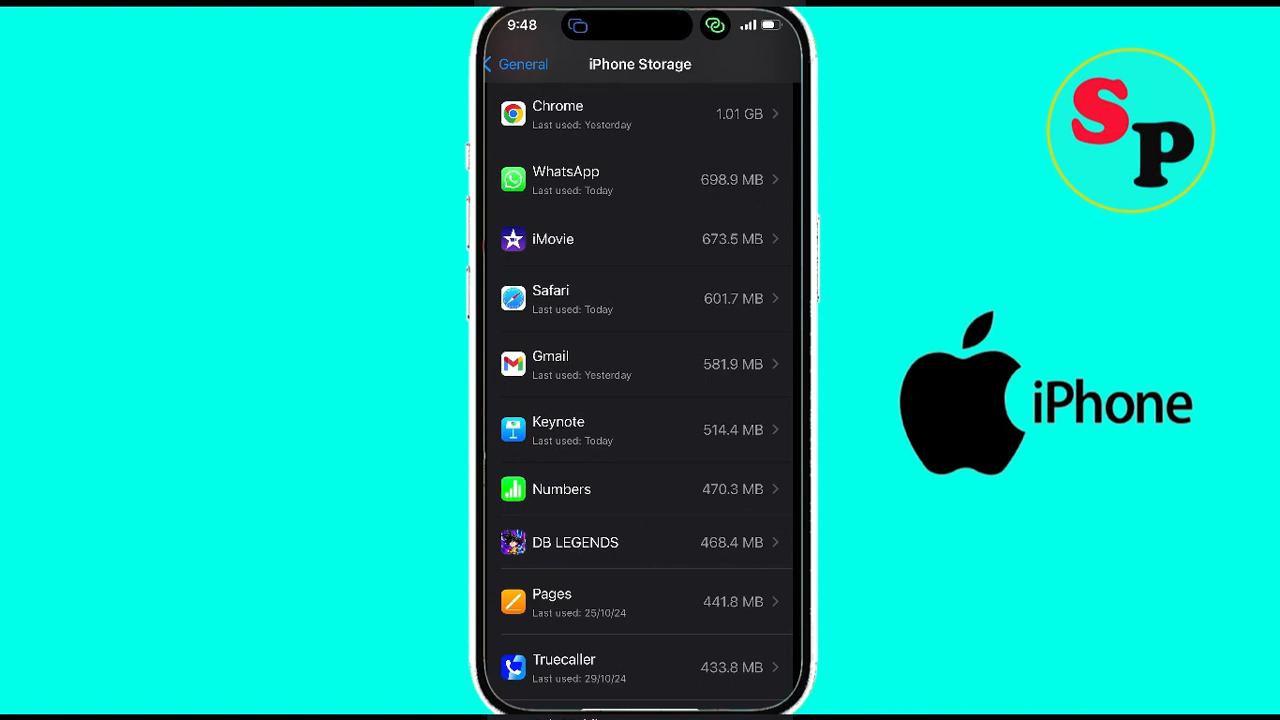 9:48
General
iPhone Storage
Chrome
Last used: Yesterday
1.01 GB
WhatsApp
Last used: Today
698.9 MB
iMovie
673.5 MB
Safari
Last used: Today
601.7 MB
Gmail
Last used: Yesterday
581.9 MB
Keynote
Last used: Today
514.4 MB
Numbers
470.3 MB
DB LEGENDS
468.4 MB
Pages
Last used: 25/10/24
441.8 MB
Truecaller
Last used: 29/10/24
433.8 MB
SP
iPhone